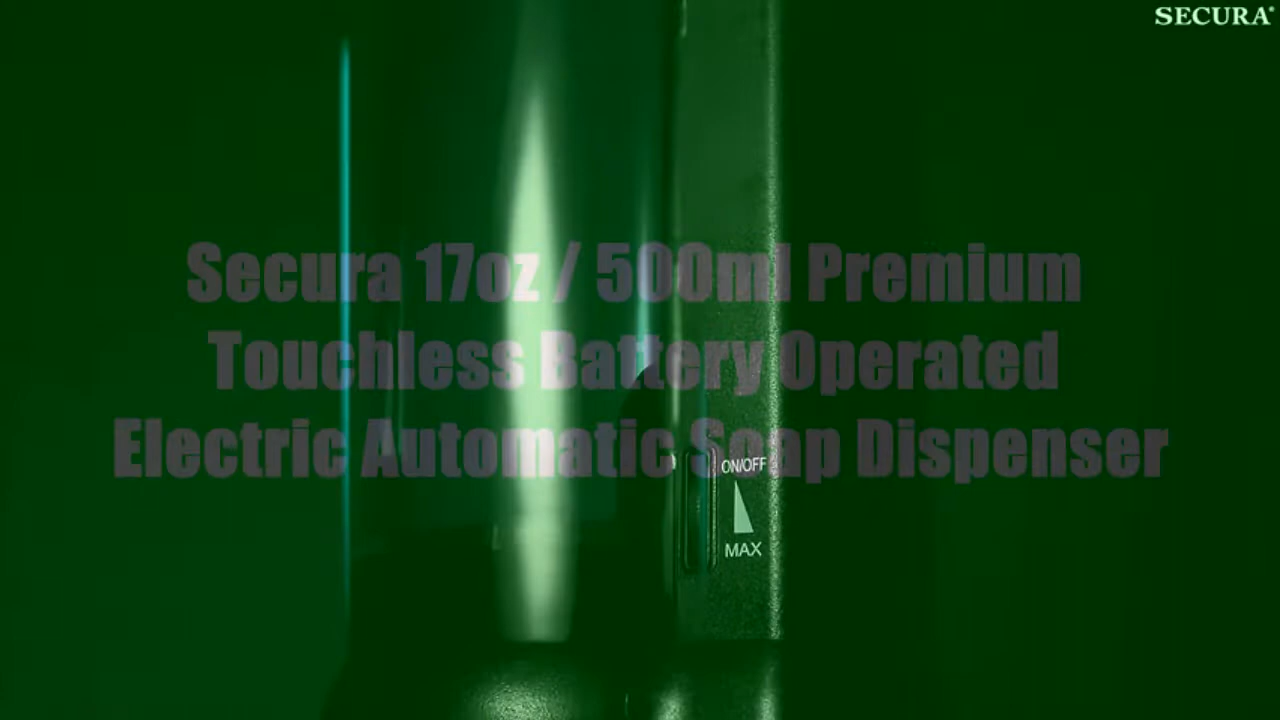 SECURA®
Secura 17oz / 500ml Premium
Touchless Battery Operated
Electric Automatic Soap Dispenser
ON/OFF
MAX